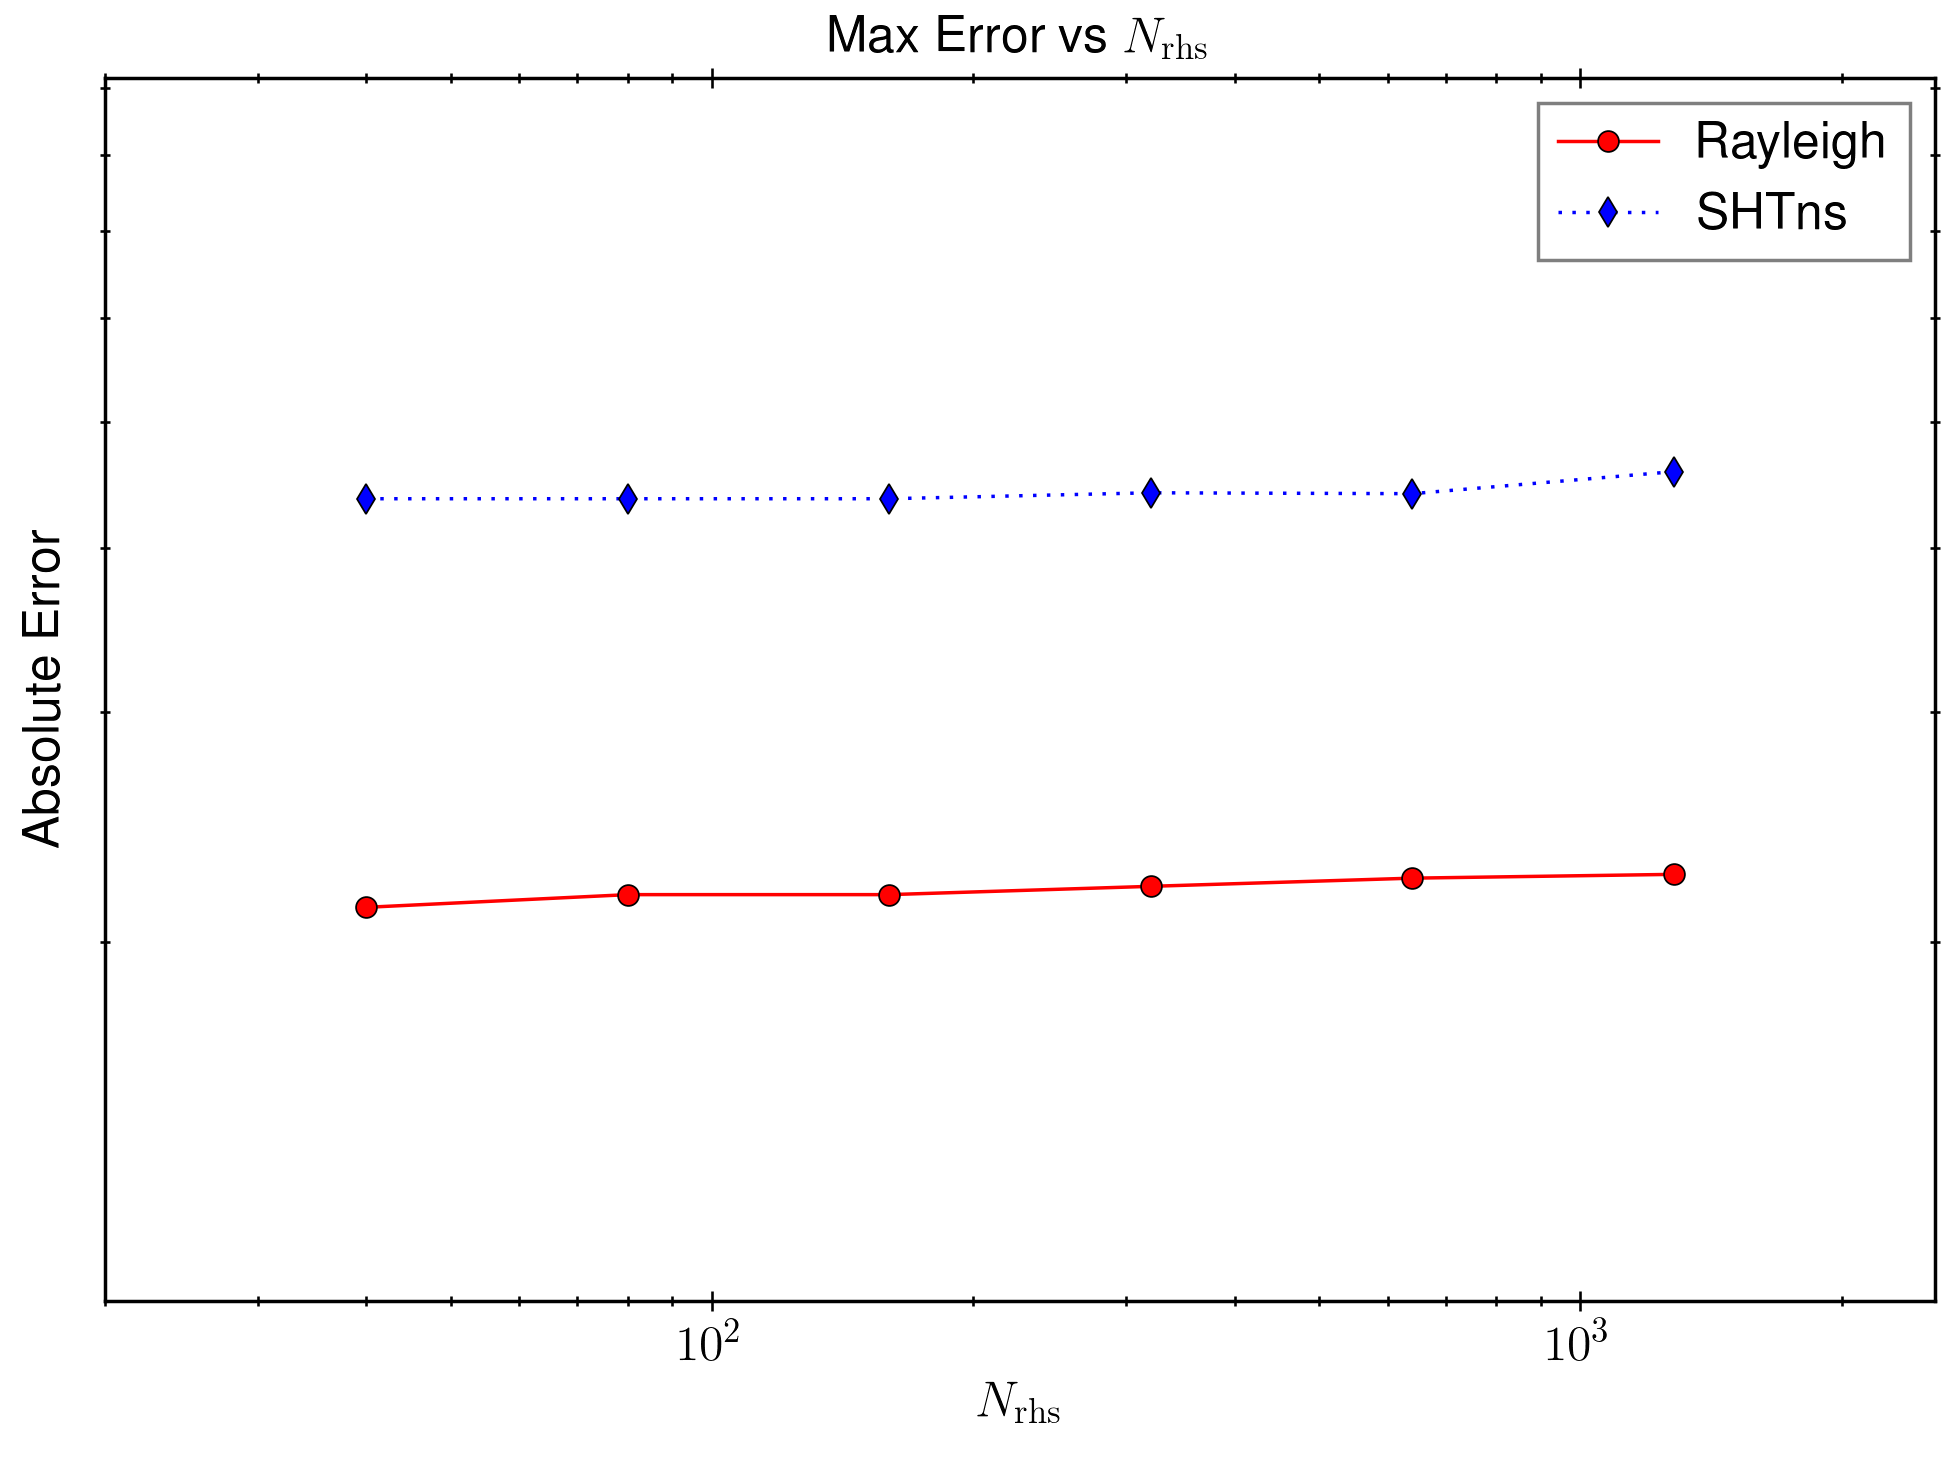 Max Error vs N_rhs
Rayleigh
SHTns
Absolute Error
10^2
10^3
N_rhs